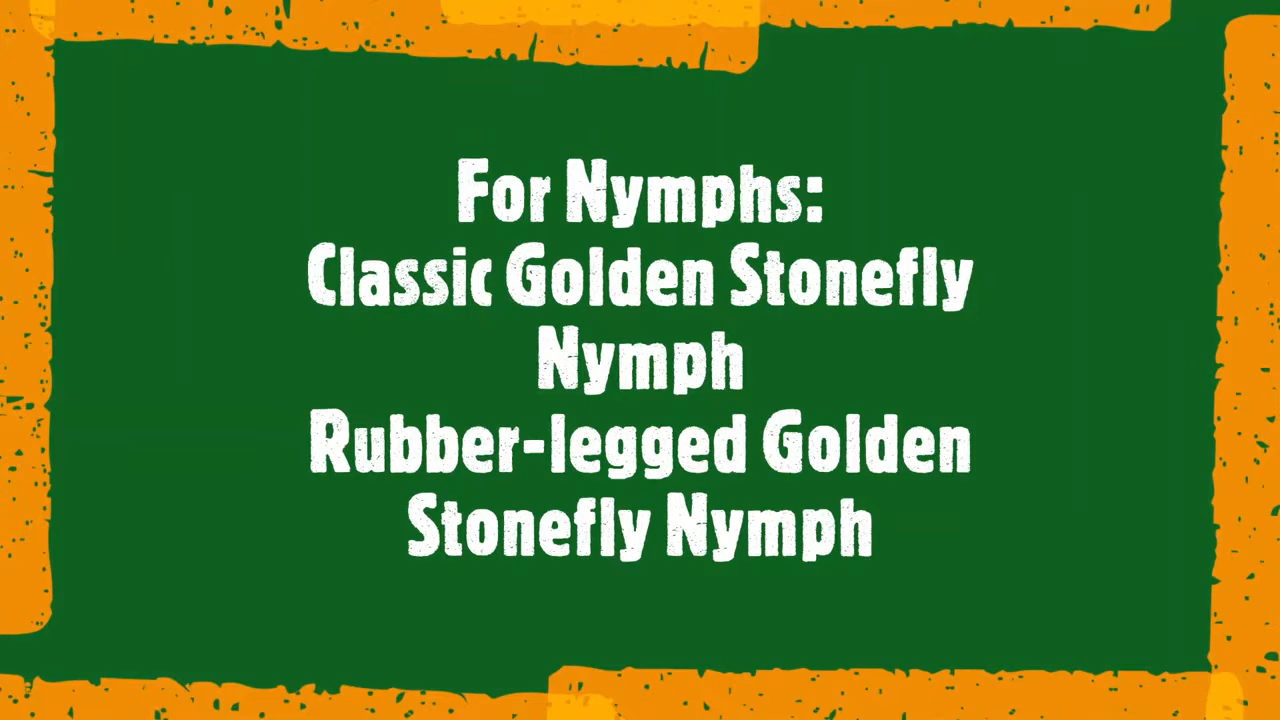 For Nymphs:
Classic Golden Stonefly
Nymph
Rubber-legged Golden
Stonefly Nymph